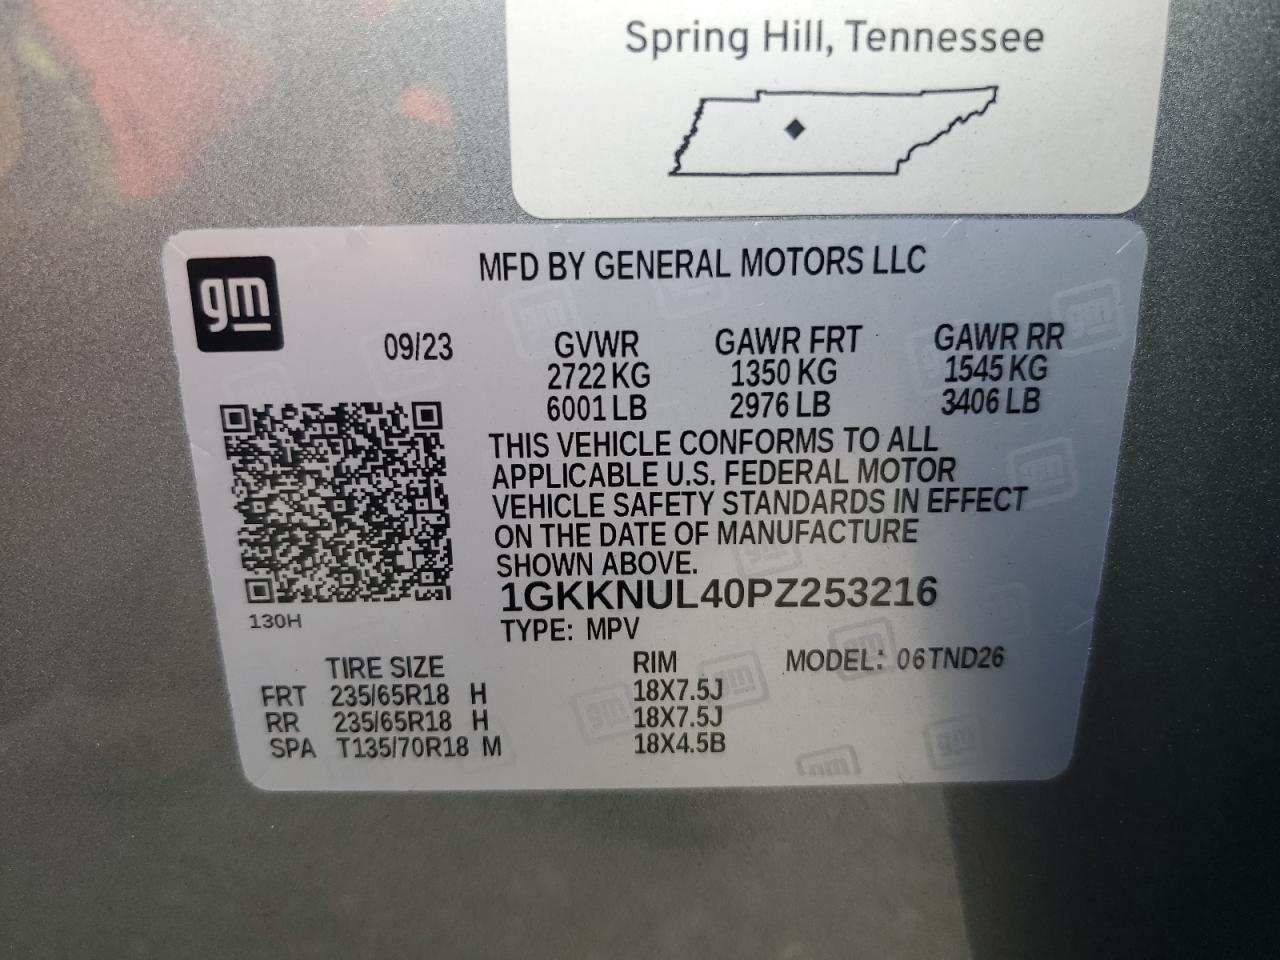 Spring Hill, Tennessee
gm
MFD BY GENERAL MOTORS LLC
09/23 GVWR GAWR FRT GAWR RR
2722 KG 1350 KG 1545 KG
6001 LB 2976 LB 3406 LB
THIS VEHICLE CONFORMS TO ALL
APPLICABLE U.S. FEDERAL MOTOR
VEHICLE SAFETY STANDARDS IN EFFECT
ON THE DATE OF MANUFACTURE
SHOWN ABOVE.
1GKKNUL40PZ253216
130H
TYPE: MPV
TIRE SIZE RIM MODEL: 06TND26
FRT 235/65R18 H 18X7.5J
RR 235/65R18 H 18X7.5J
SPA T135/70R18 M 18X4.5B